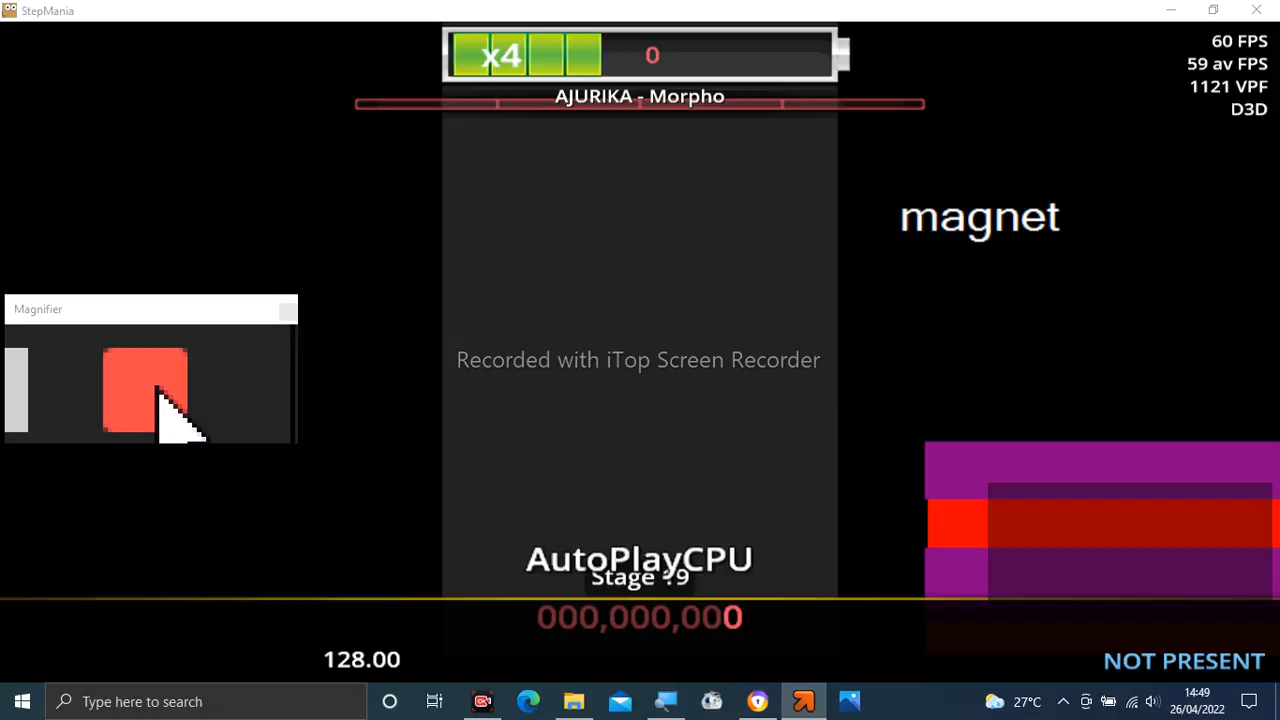 StepMania
60 FPS
59 av FPS
1121 VPF
D3D
x4
0
AJURIKA - Morpho
magnet
Magnifier
Recorded with iTop Screen Recorder
AutoPlayCPU
Stage
000,000,000
128.00
NOT PRESENT
Type here to search
27°C
14:49
26/04/2022